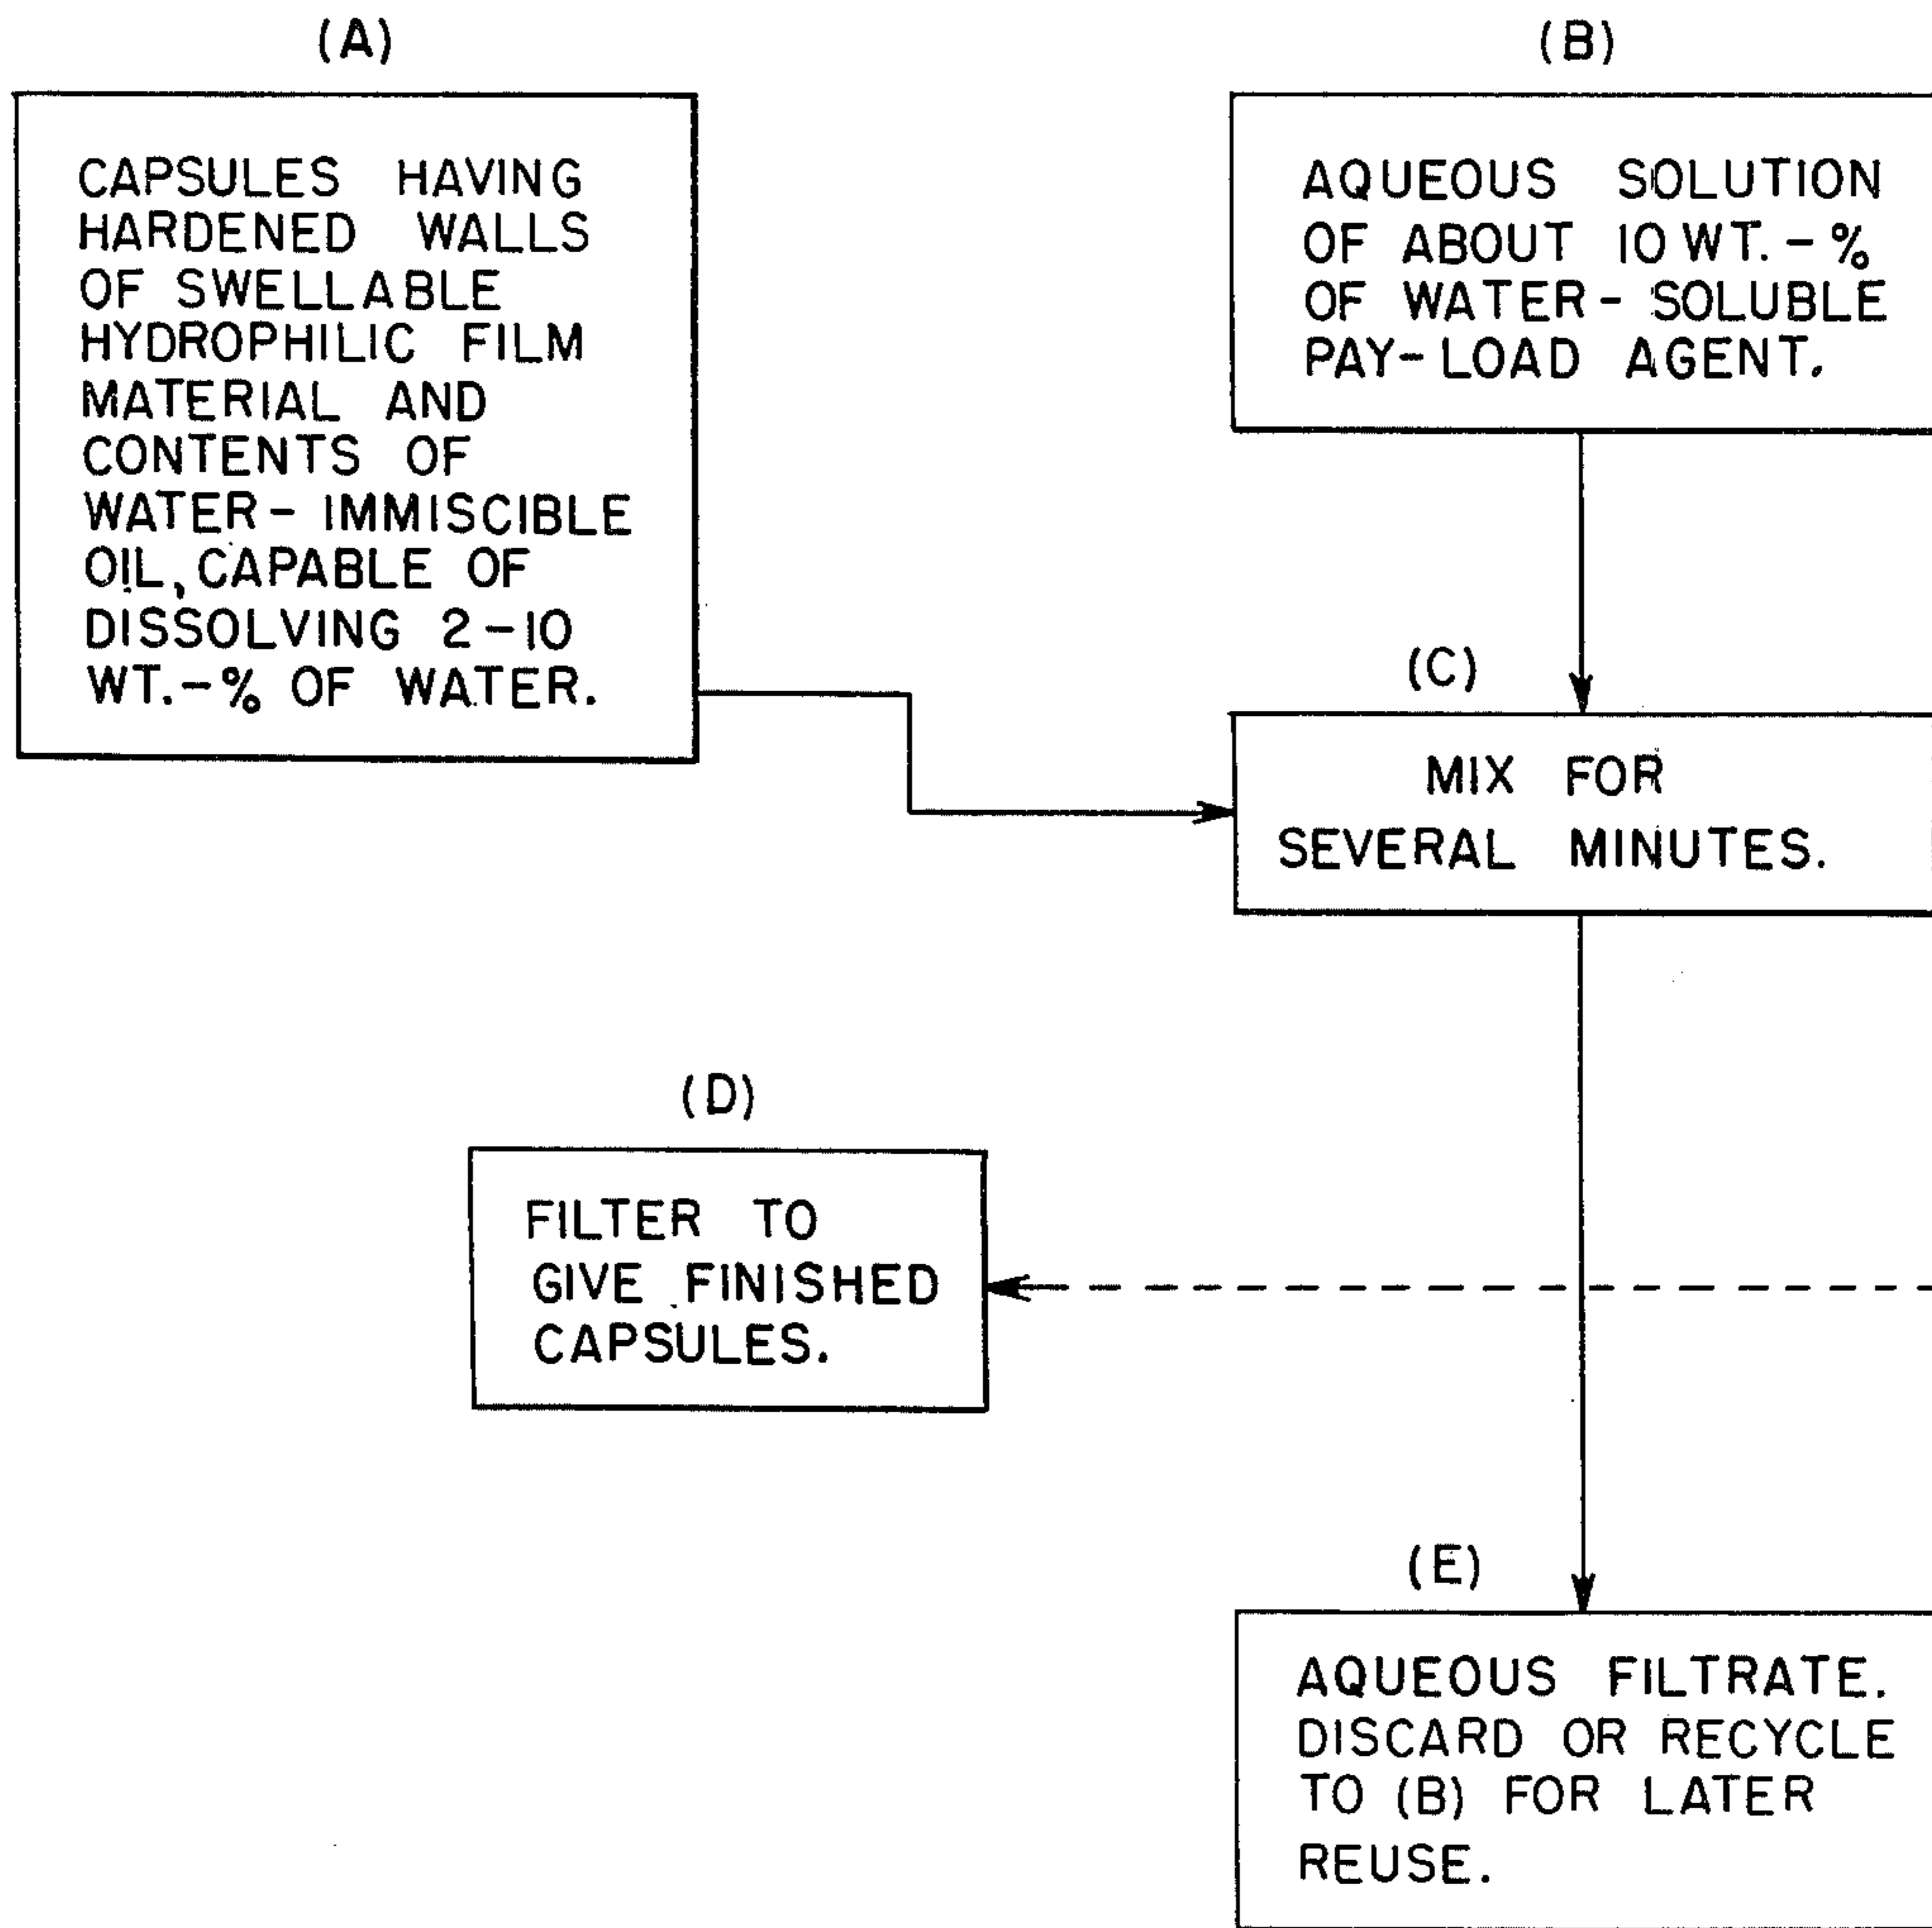 (A)
CAPSULES HAVING
HARDENED WALLS
OF SWELLABLE
HYDROPHILIC FILM
MATERIAL AND
CONTENTS OF
WATER-IMMISCIBLE
OIL, CAPABLE OF
DISSOLVING 2-10
WT.-% OF WATER.
(B)
AQUEOUS SOLUTION
OF ABOUT 10 WT.-%
OF WATER-SOLUBLE
PAY-LOAD AGENT.
(C)
MIX FOR
SEVERAL MINUTES.
(D)
FILTER TO
GIVE FINISHED
CAPSULES.
(E)
AQUEOUS FILTRATE.
DISCARD OR RECYCLE
TO (B) FOR LATER
REUSE.